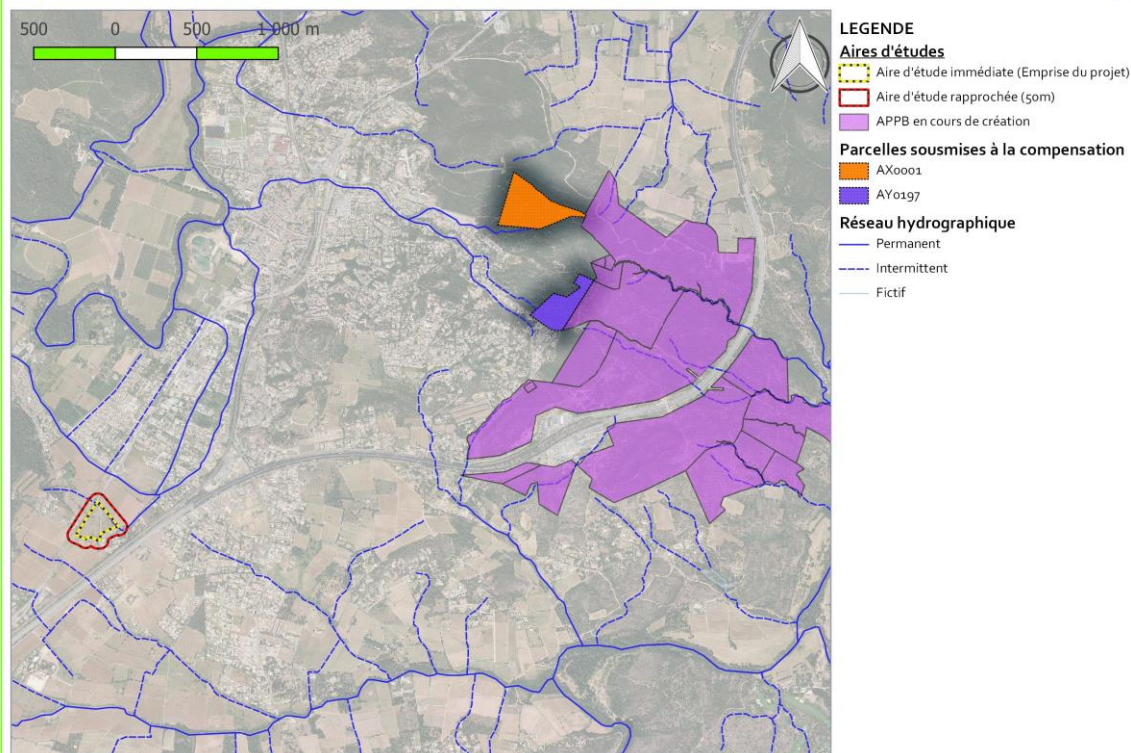 500 0 500 1 000 m
LEGENDE
Aires d'études
Aire d'étude immédiate (Emprise du projet)
Aire d'étude rapprochée (50m)
APPB en cours de création
Parcelles sousmises à la compensation
AX0001
AY0197
Réseau hydrographique
Permanent
Intermittent
Fictif